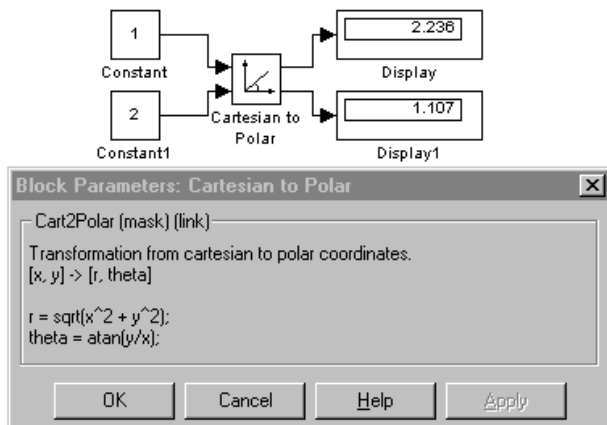 1
Constant
2
Constant1
Cartesian to
Polar
2.236
Display
1.107
Display1
Block Parameters: Cartesian to Polar
Cart2Polar (mask) (link)
Transformation from cartesian to polar coordinates.
[x, y] -> [r, theta]
r = sqrt(x^2 + y^2);
theta = atan(y/x);
OK
Cancel
Help
Apply